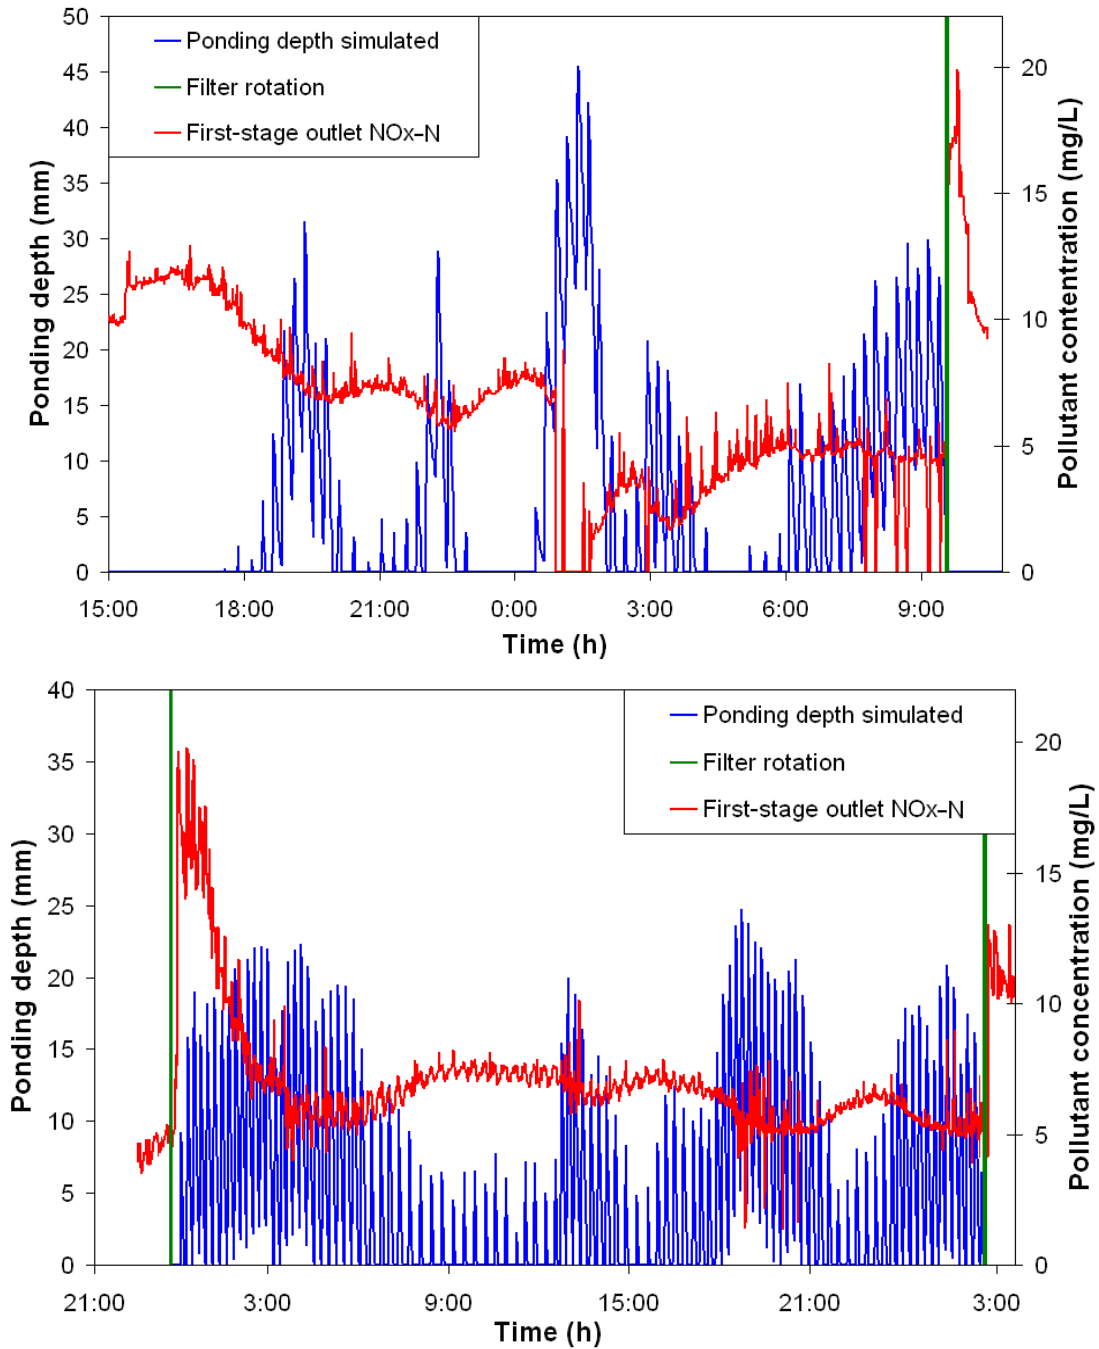 50
45
40
35
30
25
20
15
10
5
0
Ponding depth (mm)
Ponding depth simulated
Filter rotation
First-stage outlet NOx–N
20
15
10
5
0
Pollutant contentration (mg/L)
15:00 18:00 21:00 0:00 3:00 6:00 9:00
Time (h)
40
35
30
25
20
15
10
5
0
Ponding depth (mm)
Ponding depth simulated
Filter rotation
First-stage outlet NOx–N
20
15
10
5
0
Pollutant concentration (mg/L)
21:00 3:00 9:00 15:00 21:00 3:00
Time (h)